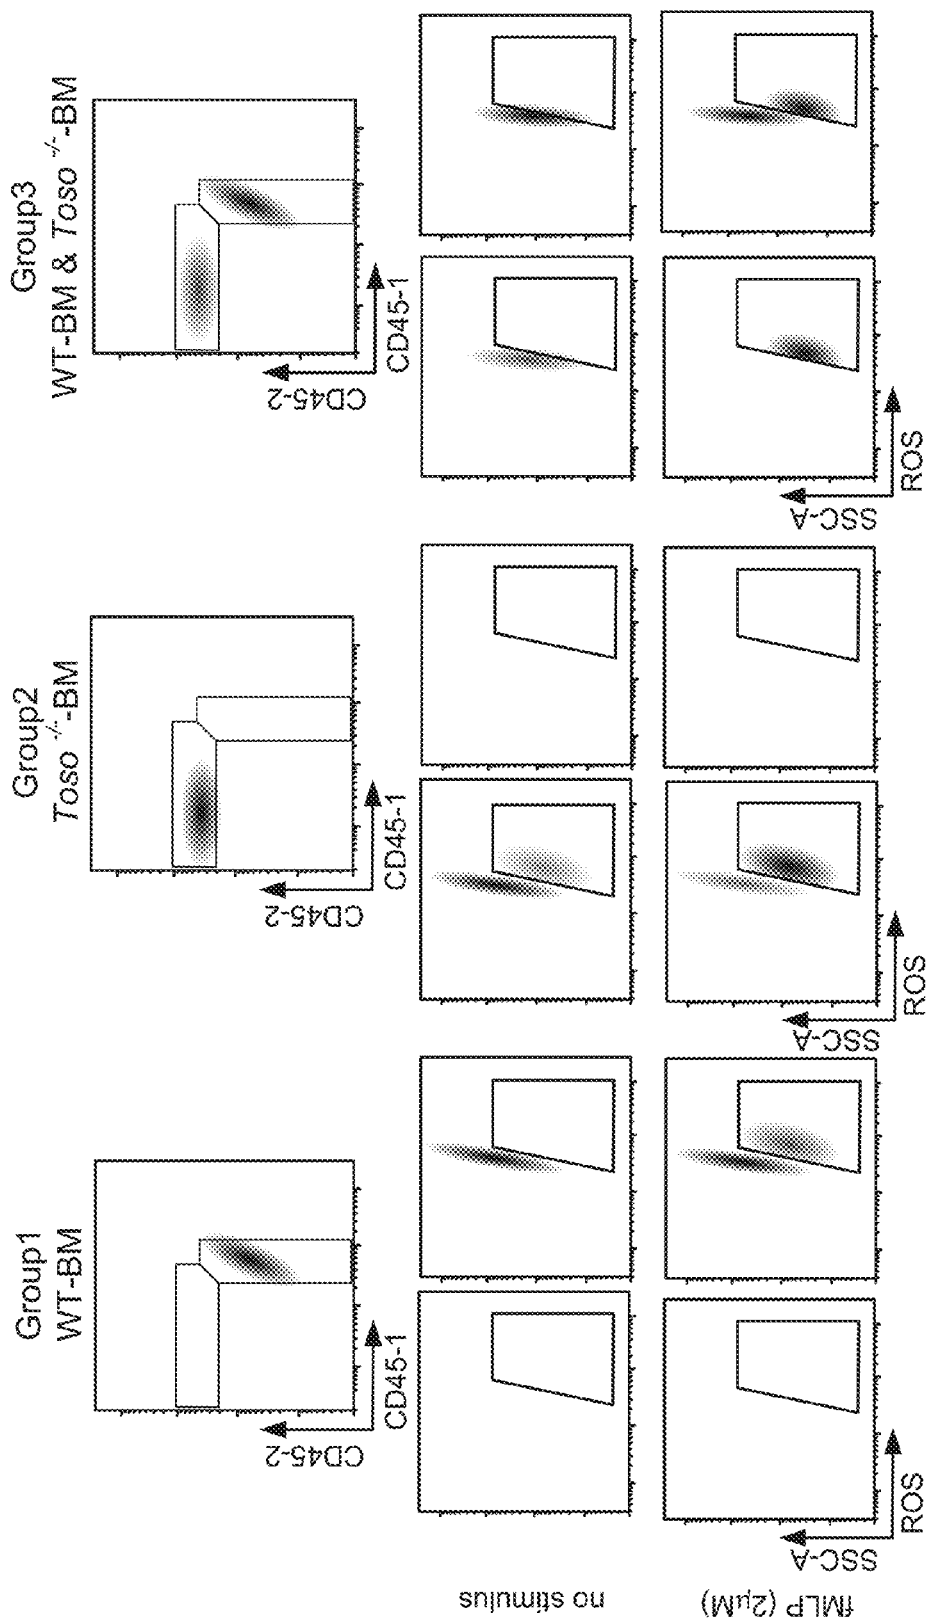 Group1
WT-BM
Group2
Toso -/- -BM
Group3
WT-BM & Toso -/- -BM
CD45-2
CD45-1
CD45-2
CD45-1
CD45-2
CD45-1
no stimulus
fMLP (2µM)
SSC-A
ROS
SSC-A
ROS
SSC-A
ROS